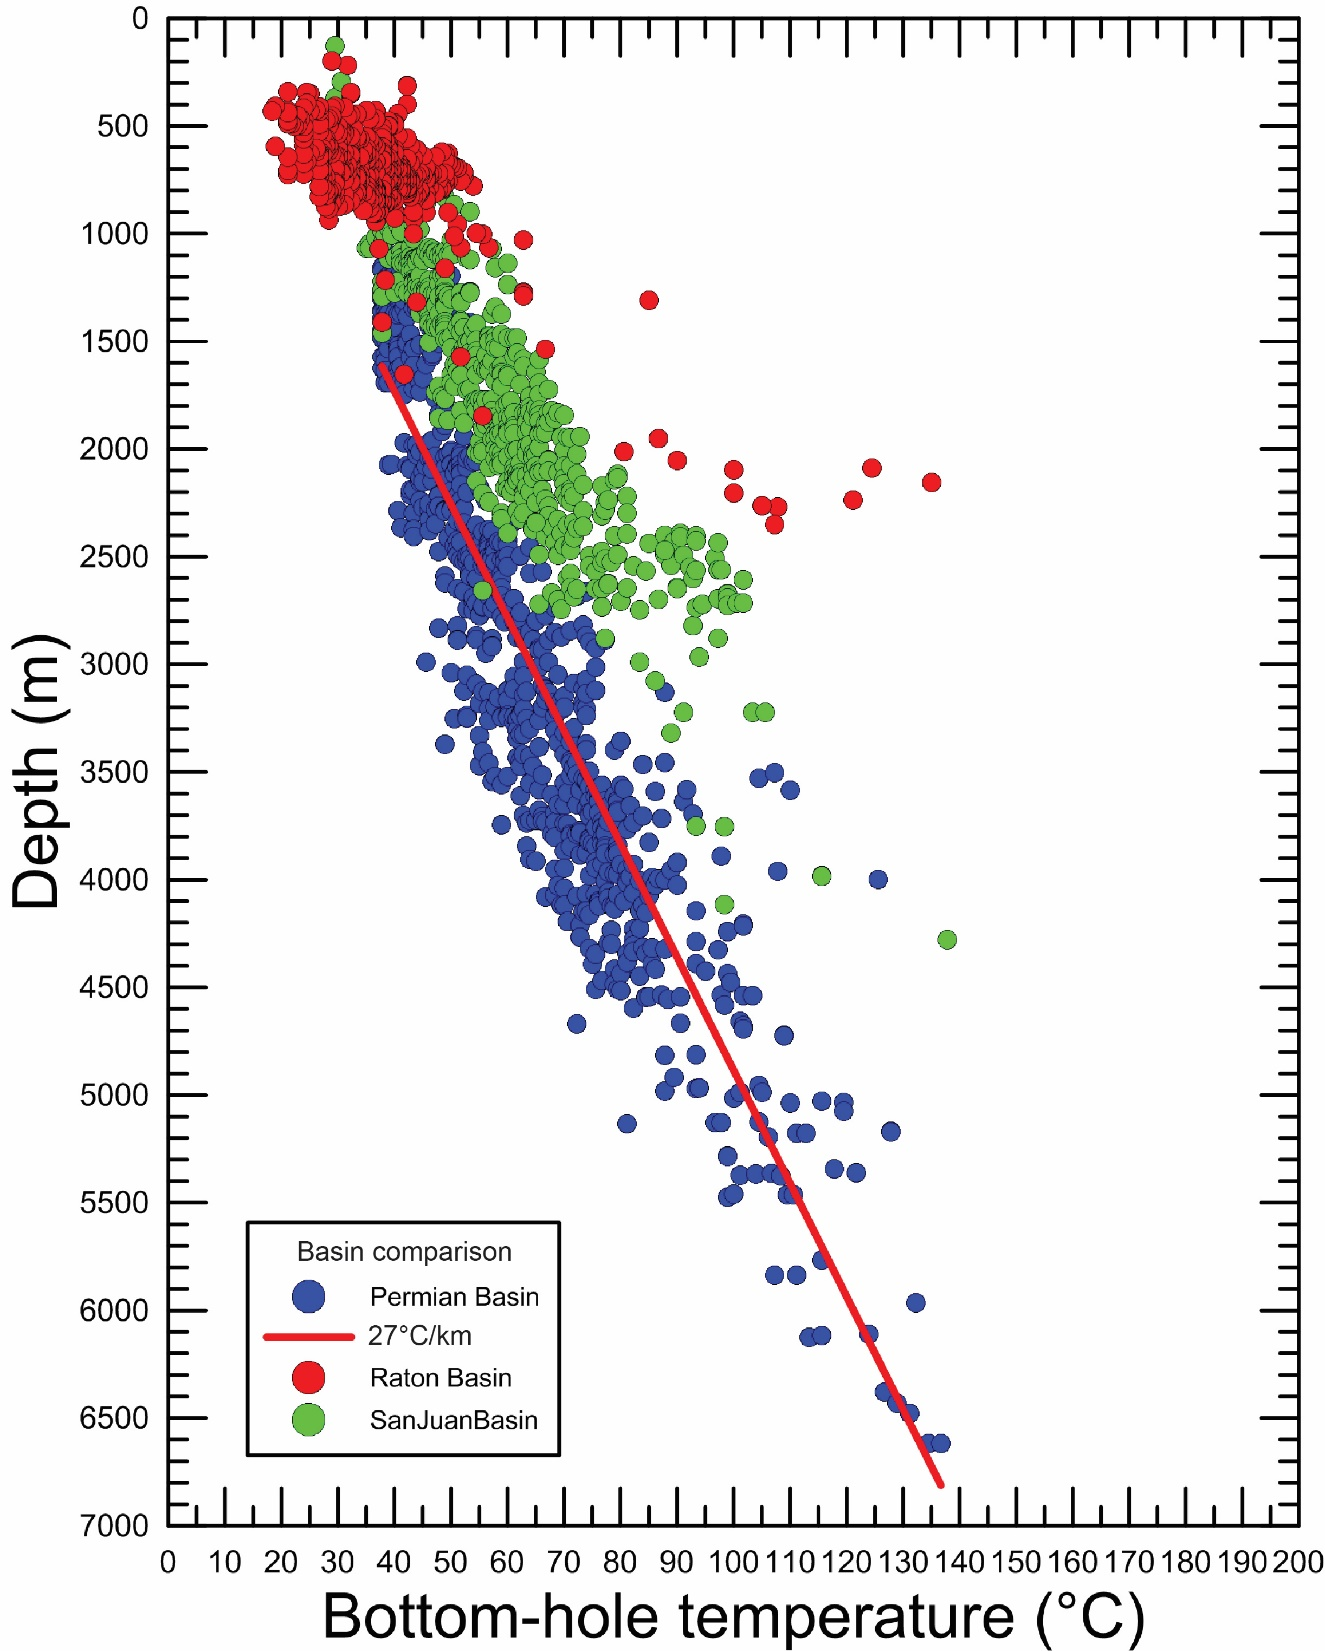 0
500
1000
1500
2000
2500
3000
3500
4000
4500
5000
5500
6000
6500
7000
Depth (m)
Basin comparison
Permian Basin
27°C/km
Raton Basin
SanJuanBasin
0 10 20 30 40 50 60 70 80 90 100 110 120 130 140 150 160 170 180 190 200
Bottom-hole temperature (°C)